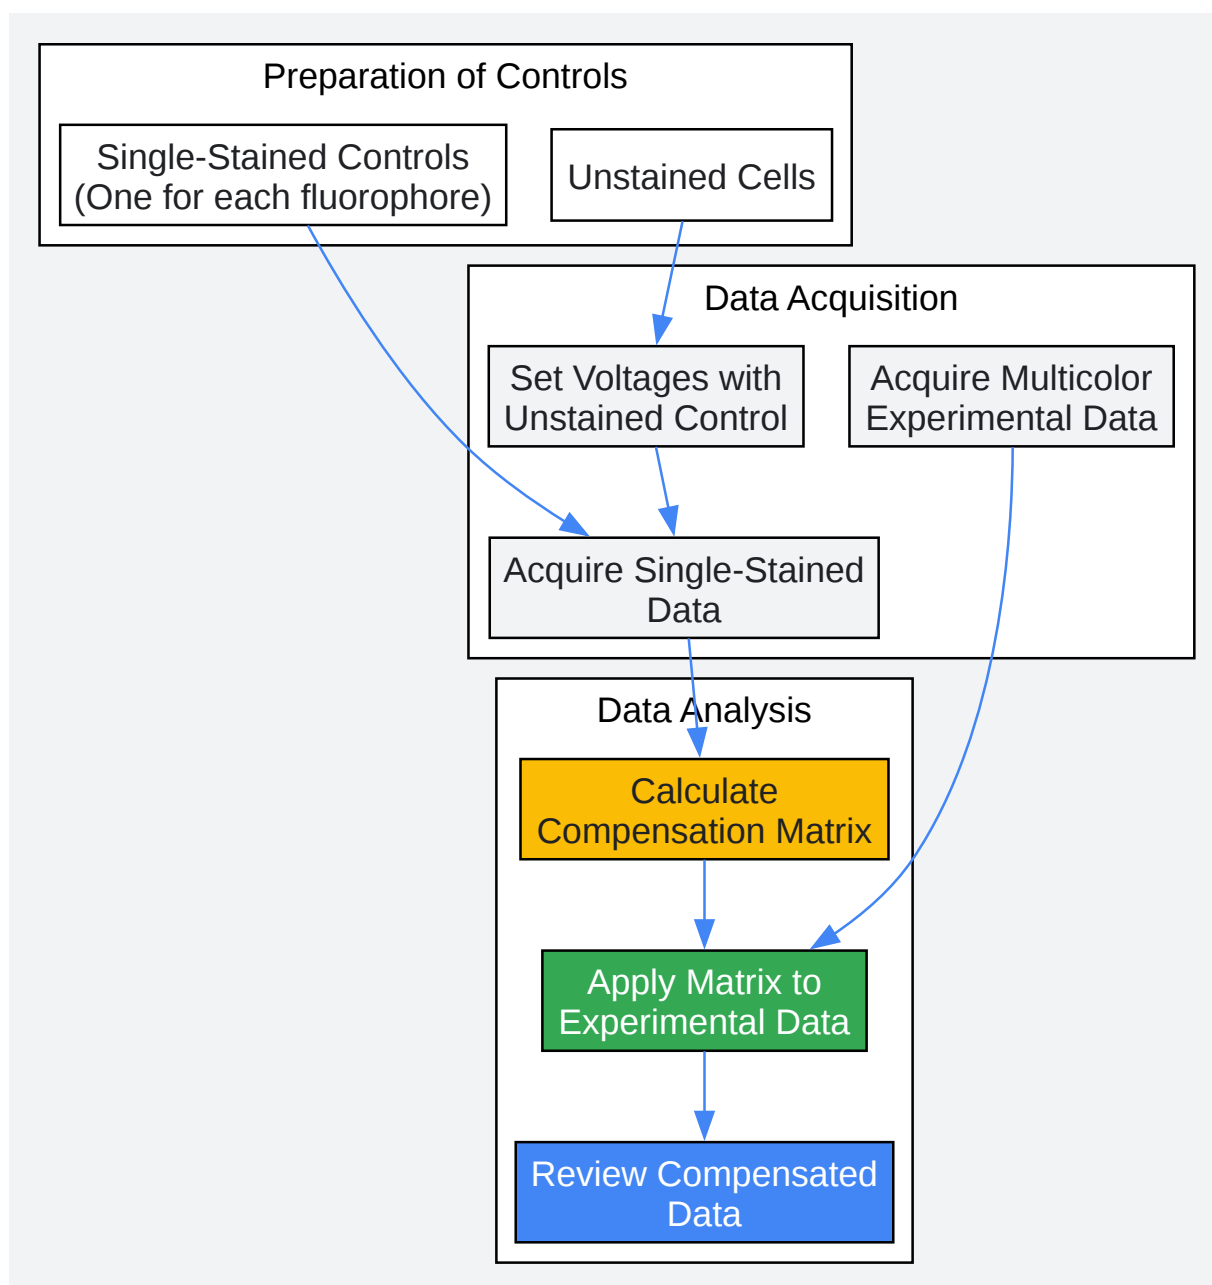 Preparation of Controls
Single-Stained Controls
(One for each fluorophore)
Unstained Cells
Data Acquisition
Set Voltages with
Unstained Control
Acquire Multicolor
Experimental Data
Acquire Single-Stained
Data
Data Analysis
Calculate
Compensation Matrix
Apply Matrix to
Experimental Data
Review Compensated
Data